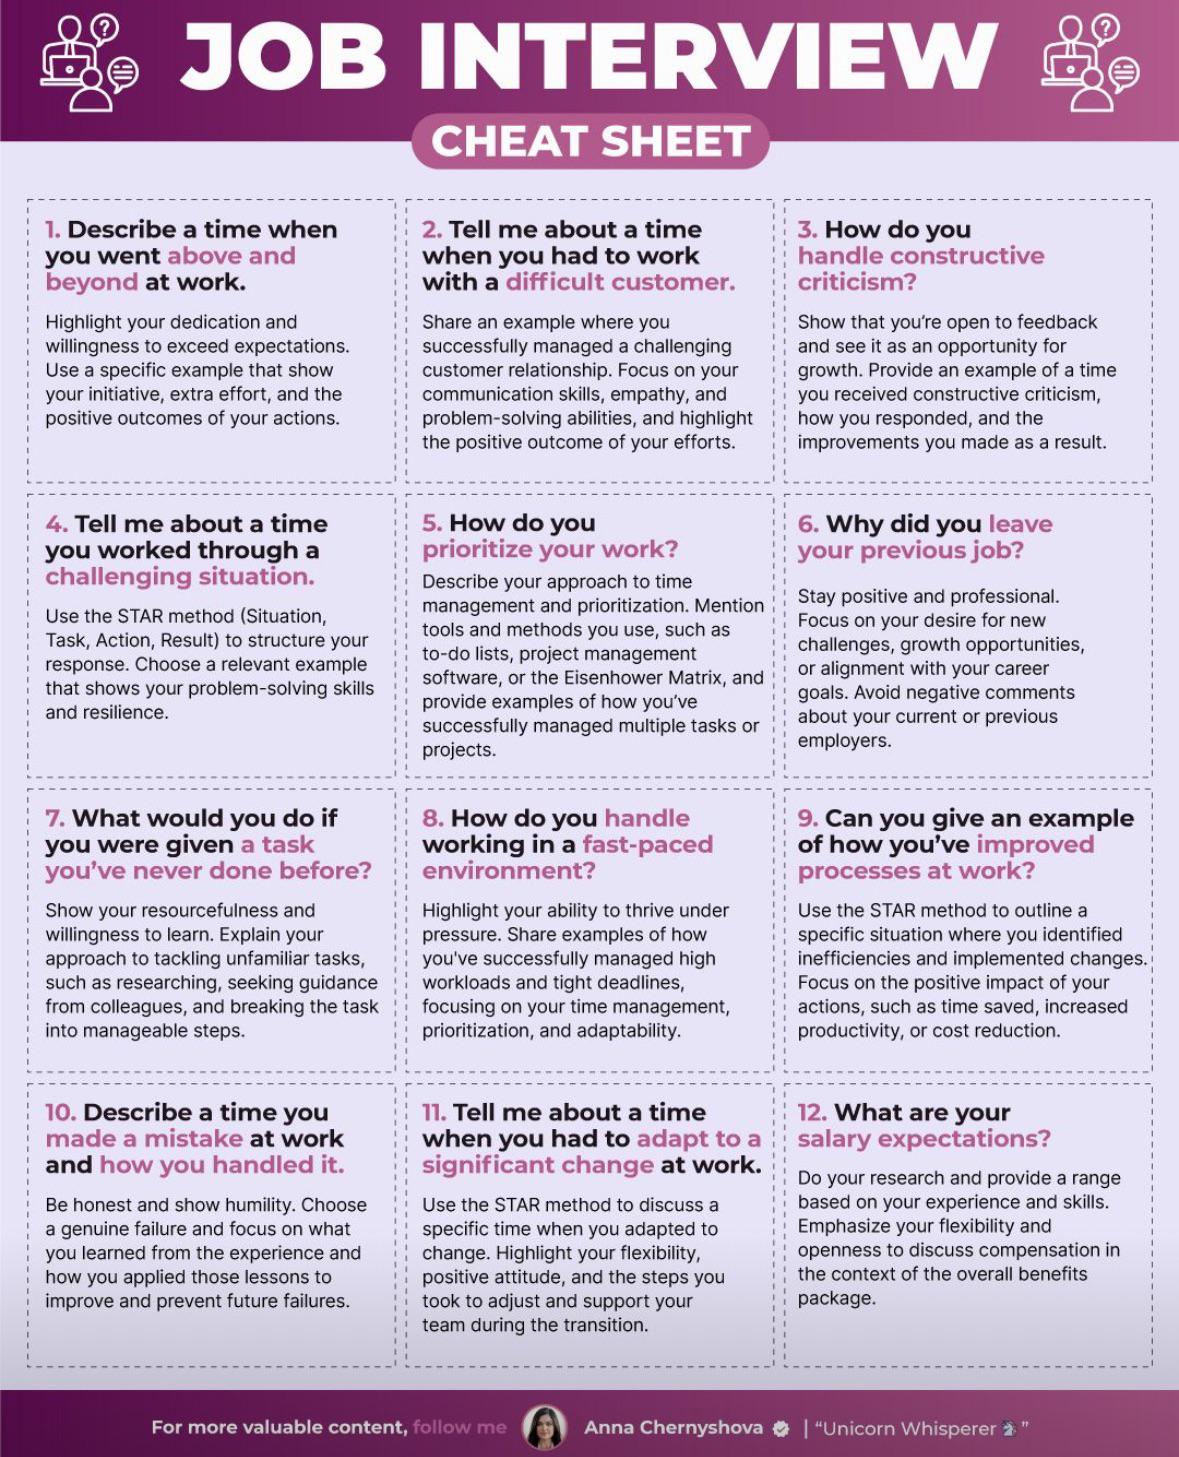 JOB INTERVIEW
CHEAT SHEET
1. Describe a time when
you went above and
beyond at work.
Highlight your dedication and
willingness to exceed expectations.
Use a specific example that show
your initiative, extra effort, and the
positive outcomes of your actions.
2. Tell me about a time
when you had to work
with a difficult customer.
Share an example where you
successfully managed a challenging
customer relationship. Focus on your
communication skills, empathy, and
problem-solving abilities, and highlight
the positive outcome of your efforts.
3. How do you
handle constructive
criticism?
Show that you're open to feedback
and see it as an opportunity for
growth. Provide an example of a time
you received constructive criticism,
how you responded, and the
improvements you made as a result.
4. Tell me about a time
you worked through a
challenging situation.
Use the STAR method (Situation,
Task, Action, Result) to structure your
response. Choose a relevant example
that shows your problem-solving skills
and resilience.
5. How do you
prioritize your work?
Describe your approach to time
management and prioritization. Mention
tools and methods you use, such as
to-do lists, project management
software, or the Eisenhower Matrix, and
provide examples of how you've
successfully managed multiple tasks or
projects.
6. Why did you leave
your previous job?
Stay positive and professional.
Focus on your desire for new
challenges, growth opportunities,
or alignment with your career
goals. Avoid negative comments
about your current or previous
employers.
7. What would you do if
you were given a task
you've never done before?
Show your resourcefulness and
willingness to learn. Explain your
approach to tackling unfamiliar tasks,
such as researching, seeking guidance
from colleagues, and breaking the task
into manageable steps.
8. How do you handle
working in a fast-paced
environment?
Highlight your ability to thrive under
pressure. Share examples of how
you've successfully managed high
workloads and tight deadlines,
focusing on your time management,
prioritization, and adaptability.
9. Can you give an example
of how you've improved
processes at work?
Use the STAR method to outline a
specific situation where you identified
inefficiencies and implemented changes.
Focus on the positive impact of your
actions, such as time saved, increased
productivity, or cost reduction.
10. Describe a time you
made a mistake at work
and how you handled it.
Be honest and show humility. Choose
a genuine failure and focus on what
you learned from the experience and
how you applied those lessons to
improve and prevent future failures.
11. Tell me about a time
when you had to adapt to a
significant change at work.
Use the STAR method to discuss a
specific time when you adapted to
change. Highlight your flexibility,
positive attitude, and the steps you
took to adjust and support your
team during the transition.
12. What are your
salary expectations?
Do your research and provide a range
based on your experience and skills.
Emphasize your flexibility and
openness to discuss compensation in
the context of the overall benefits
package.
For more valuable content, follow me Anna Chernyshova | “Unicorn Whisperer 🦄”